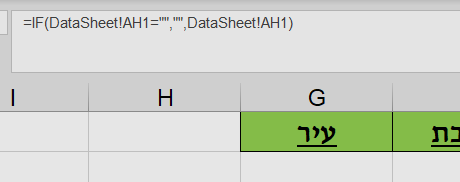 =IF(DataSheet!AH1="","",DataSheet!AH1)
I H G
עיר